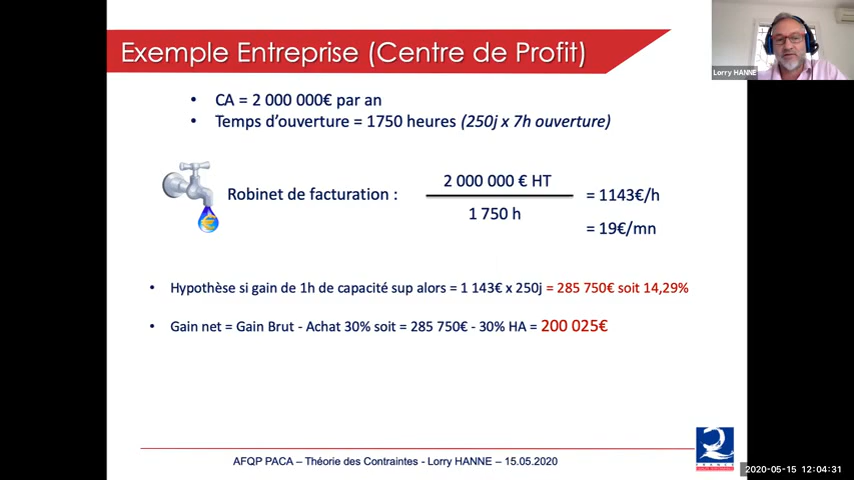 Exemple Entreprise (Centre de Profit)
Lorry HANNE
• CA = 2 000 000€ par an
• Temps d'ouverture = 1750 heures (250j x 7h ouverture)
Robinet de facturation :
2 000 000 € HT
1 750 h
= 1143€/h
= 19€/mn
• Hypothèse si gain de 1h de capacité sup alors = 1 143€ x 250j = 285 750€ soit 14,29%
• Gain net = Gain Brut - Achat 30% soit = 285 750€ - 30% HA = 200 025€
AFQP PACA – Théorie des Contraintes - Lorry HANNE – 15.05.2020
FRANCE
2020-05-15 12:04:31